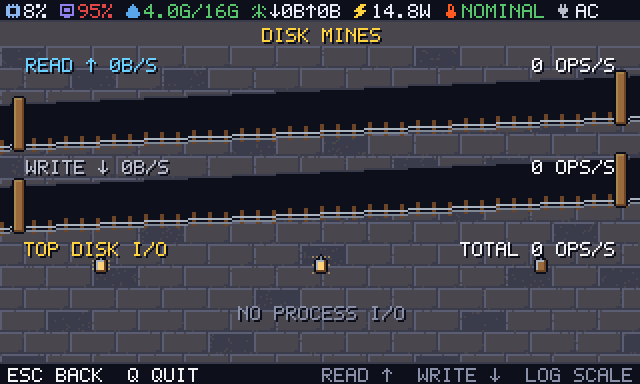 8% 95% 4.0G/16G ↓0B↑0B 14.8W NOMINAL AC
DISK MINES
READ ↑ 0B/S 0 OPS/S
WRITE ↓ 0B/S 0 OPS/S
TOP DISK I/O TOTAL 0 OPS/S
NO PROCESS I/O
ESC BACK Q QUIT READ ↑ WRITE ↓ LOG SCALE